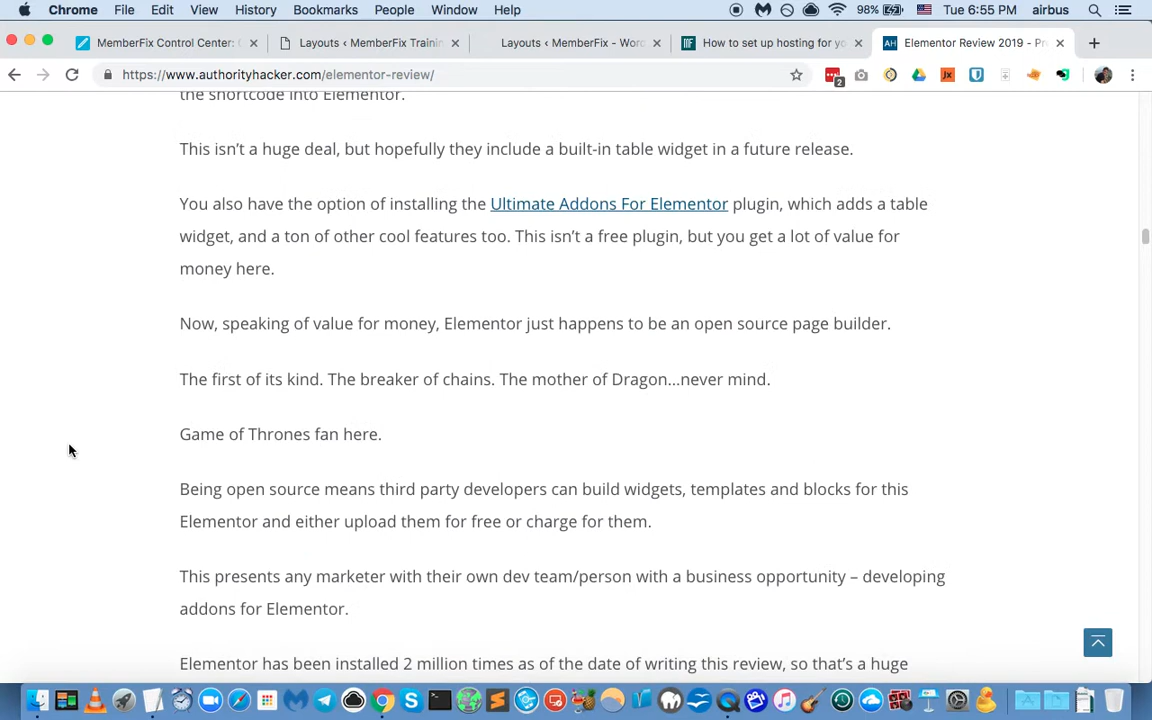 Chrome File Edit View History Bookmarks People Window Help 98% Tue 6:55 PM airbus
MemberFix Control Center: Layouts ‹ MemberFix Trainin Layouts ‹ MemberFix – Wor How to set up hosting for yo Elementor Review 2019 - Pr
https://www.authorityhacker.com/elementor-review/
2
the shortcode into Elementor.
This isn’t a huge deal, but hopefully they include a built-in table widget in a future release.
You also have the option of installing the Ultimate Addons For Elementor plugin, which adds a table
widget, and a ton of other cool features too. This isn’t a free plugin, but you get a lot of value for
money here.
Now, speaking of value for money, Elementor just happens to be an open source page builder.
The first of its kind. The breaker of chains. The mother of Dragon…never mind.
Game of Thrones fan here.
Being open source means third party developers can build widgets, templates and blocks for this
Elementor and either upload them for free or charge for them.
This presents any marketer with their own dev team/person with a business opportunity – developing
addons for Elementor.
Elementor has been installed 2 million times as of the date of writing this review, so that’s a huge